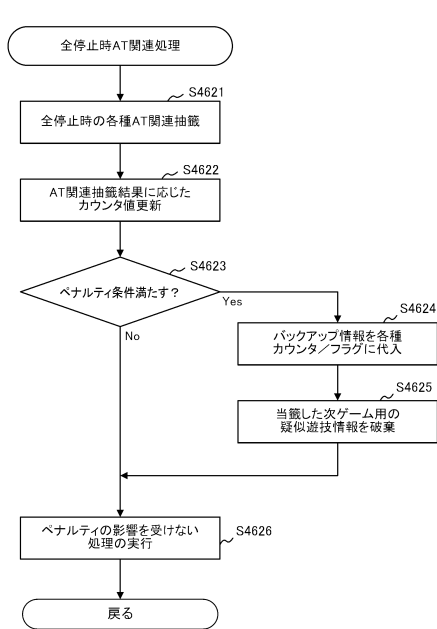 全停止時AT関連処理
S4621
全停止時の各種AT関連抽籤
S4622
AT関連抽籤結果に応じた
カウンタ値更新
S4623
ペナルティ条件満たす？
Yes
No
S4624
バックアップ情報を各種
カウンタ／フラグに代入
S4625
当籤した次ゲーム用の
疑似遊技情報を破棄
ペナルティの影響を受けない
処理の実行
S4626
戻る